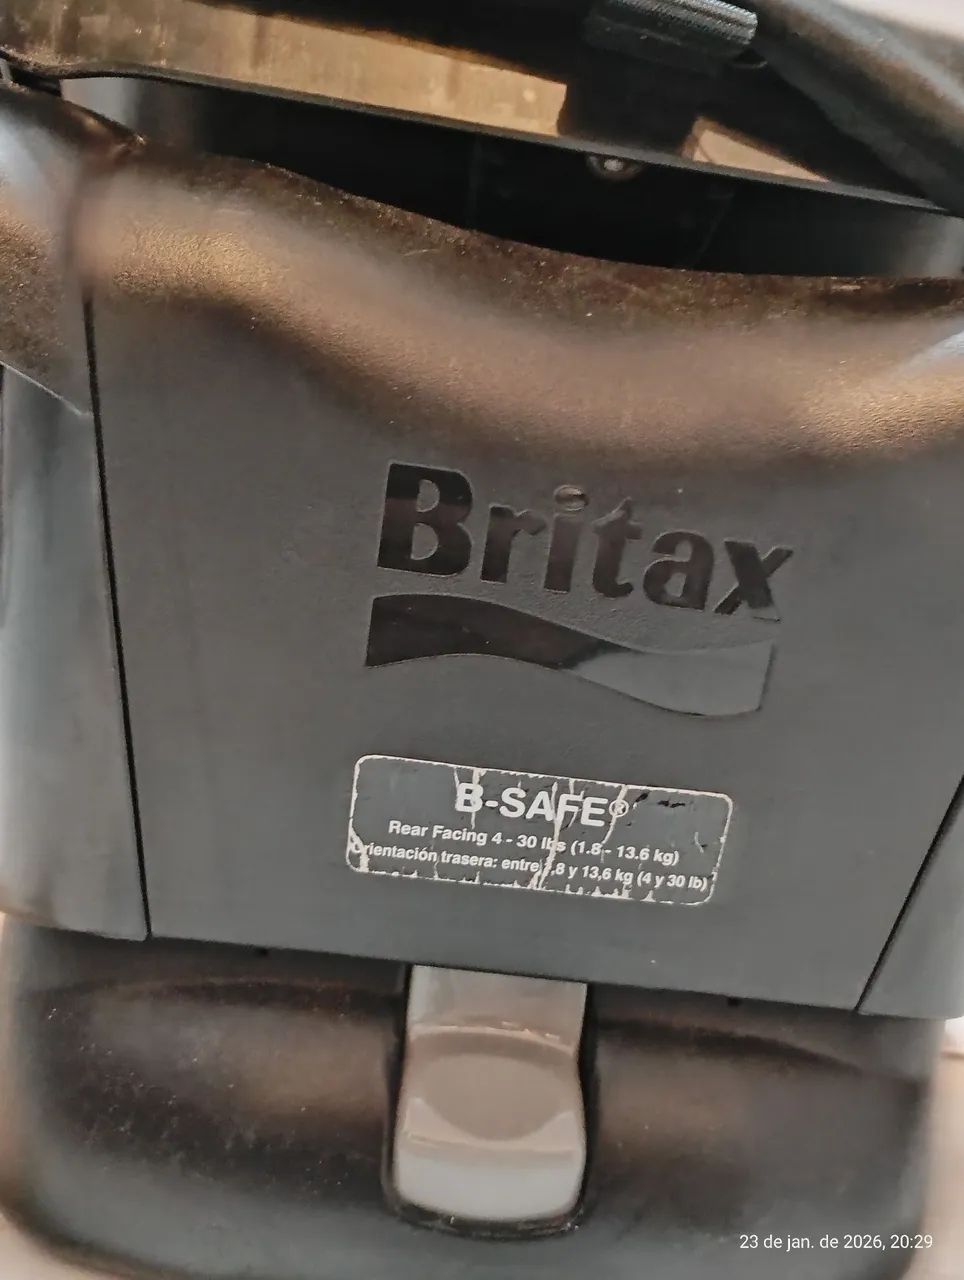 Britax
B-SAFE®
Rear Facing 4 - 30 lbs (1.8 - 13.6 kg)
Orientación trasera: entre 1,8 y 13,6 kg (4 y 30 lb)
23 de jan. de 2026, 20:29